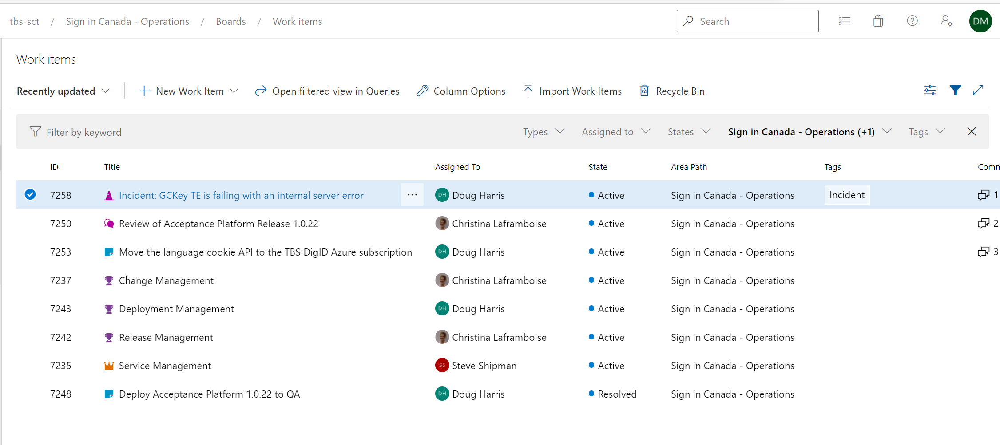 tbs-sct / Sign in Canada - Operations / Boards / Work items Search DM
Work items
Recently updated New Work Item Open filtered view in Queries Column Options Import Work Items Recycle Bin
Filter by keyword Types Assigned to States Sign in Canada - Operations (+1) Tags
ID Title Assigned To State Area Path Tags Comm
7258 Incident: GCKey TE is failing with an internal server error ... DH Doug Harris Active Sign in Canada - Operations Incident 1
7250 Review of Acceptance Platform Release 1.0.22 Christina Laframboise Active Sign in Canada - Operations 2
7253 Move the language cookie API to the TBS DigID Azure subscription DH Doug Harris Active Sign in Canada - Operations 3
7237 Change Management Christina Laframboise Active Sign in Canada - Operations
7243 Deployment Management DH Doug Harris Active Sign in Canada - Operations
7242 Release Management Christina Laframboise Active Sign in Canada - Operations
7235 Service Management SS Steve Shipman Active Sign in Canada - Operations
7248 Deploy Acceptance Platform 1.0.22 to QA DH Doug Harris Resolved Sign in Canada - Operations